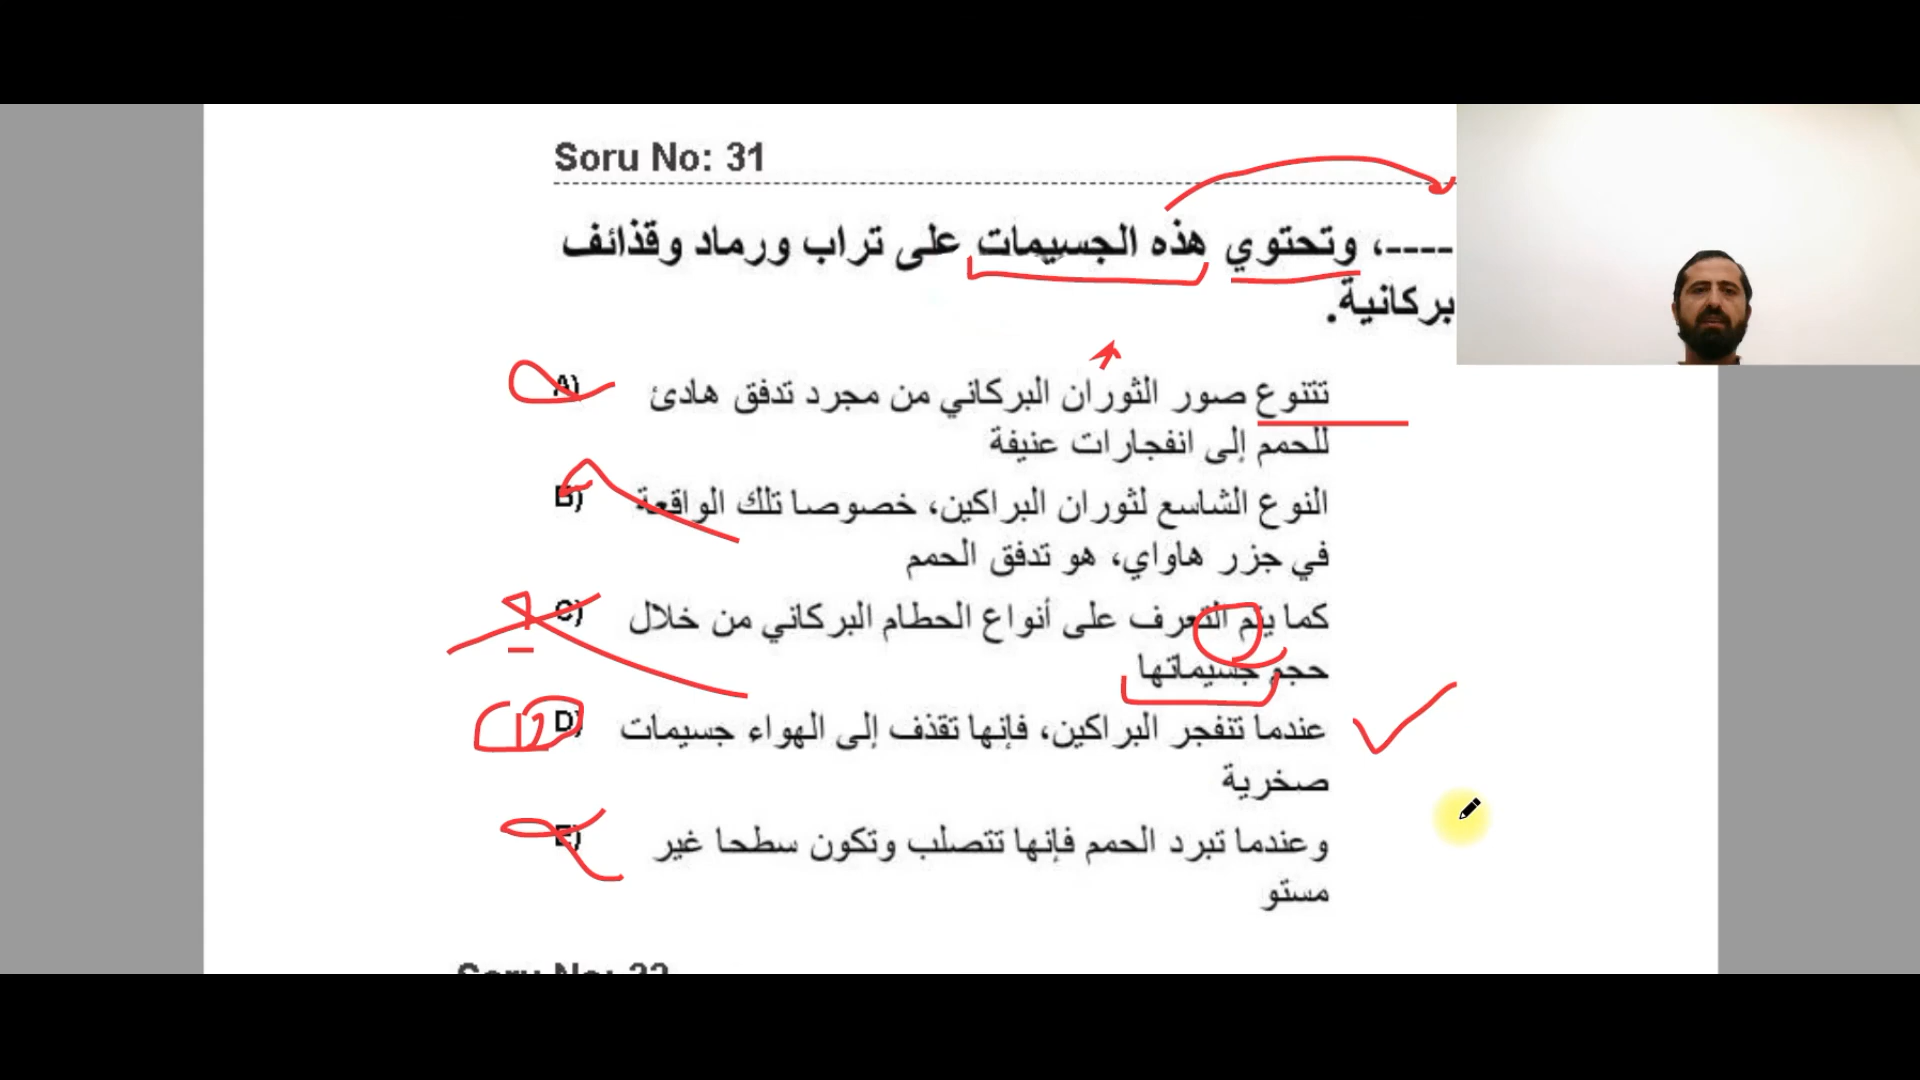 Soru No: 31
----، وتحتوي هذه الجسيمات على تراب ورماد وقذائف
بركانية.
A) تتنوع صور الثوران البركاني من مجرد تدفق هادئ
للحمم إلى انفجارات عنيفة
B) النوع الشاسع لثوران البراكين، خصوصا تلك الواقعة
في جزر هاواي، هو تدفق الحمم
C) كما يتم التعرف على أنواع الحطام البركاني من خلال
حجم جسيماتها
D) عندما تنفجر البراكين، فإنها تقذف إلى الهواء جسيمات
صخرية
E) وعندما تبرد الحمم فإنها تتصلب وتكون سطحا غير
مستو